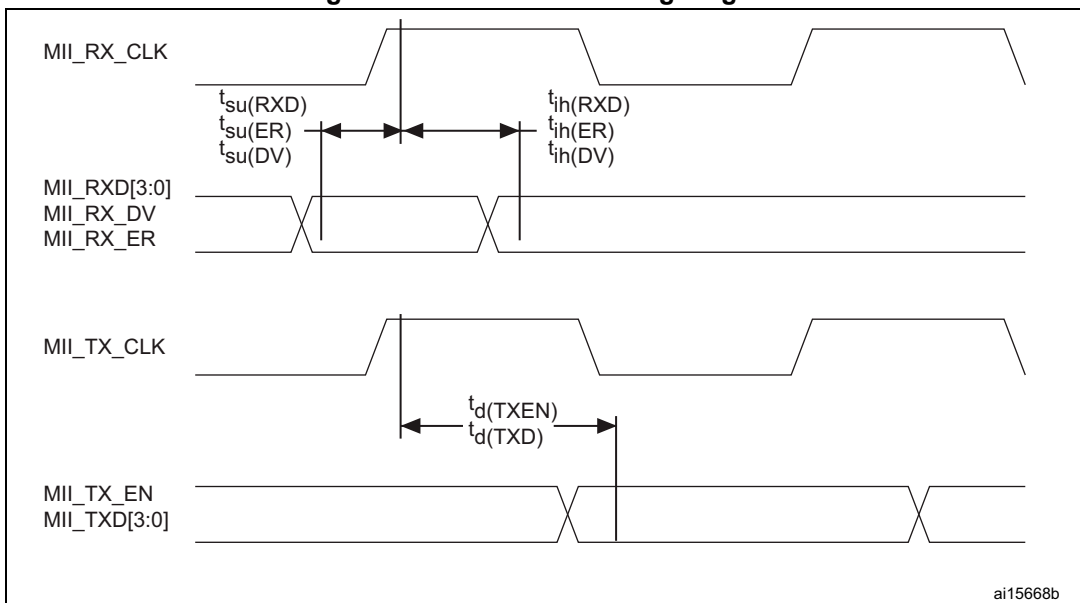 MII_RX_CLK
tsu(RXD)
tsu(ER)
tsu(DV)
tih(RXD)
tih(ER)
tih(DV)
MII_RXD[3:0]
MII_RX_DV
MII_RX_ER
MII_TX_CLK
td(TXEN)
td(TXD)
MII_TX_EN
MII_TXD[3:0]
ai15668b